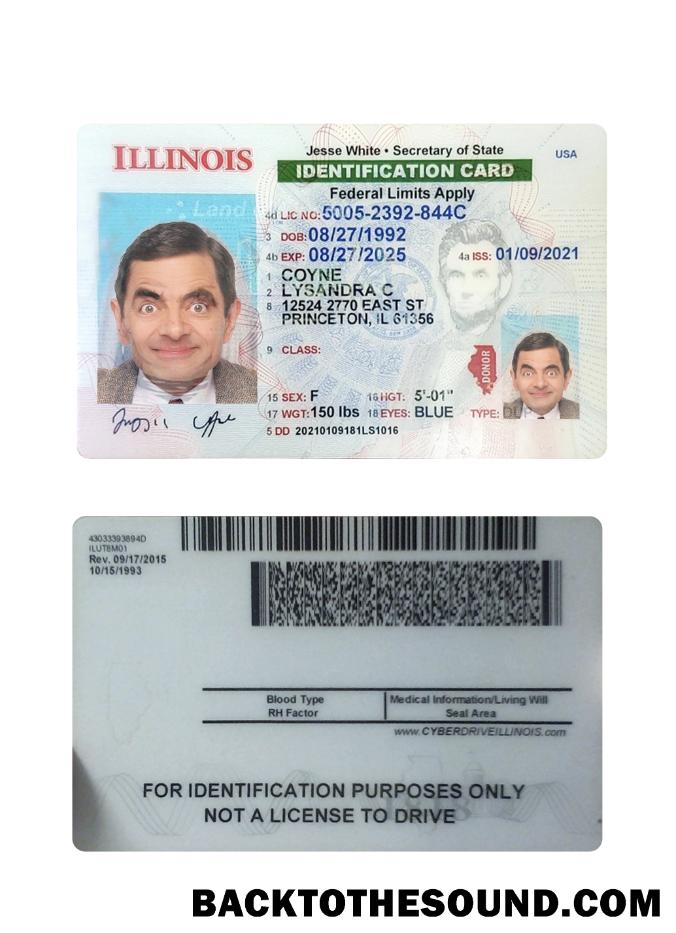 ILLINOIS
Jesse White • Secretary of State
USA
IDENTIFICATION CARD
Federal Limits Apply
Land
4d LIC NO: 5005-2392-844C
3 DOB: 08/27/1992
4b EXP: 08/27/2025
4a ISS: 01/09/2021
1 COYNE
2 LYSANDRA C
8 12524 2770 EAST ST
PRINCETON, IL 61356
9 CLASS:
DONOR
15 SEX: F 16 HGT: 5'-01"
17 WGT: 150 lbs 18 EYES: BLUE TYPE:
5 DD 20210109181LS1016
43033393894D
ILUTBM01
Rev. 09/17/2015
10/15/1993
Blood Type
RH Factor
Medical Information/Living Will
Seal Area
www.CYBERDRIVEILLINOIS.com
FOR IDENTIFICATION PURPOSES ONLY
NOT A LICENSE TO DRIVE
BACKTOTHESOUND.COM